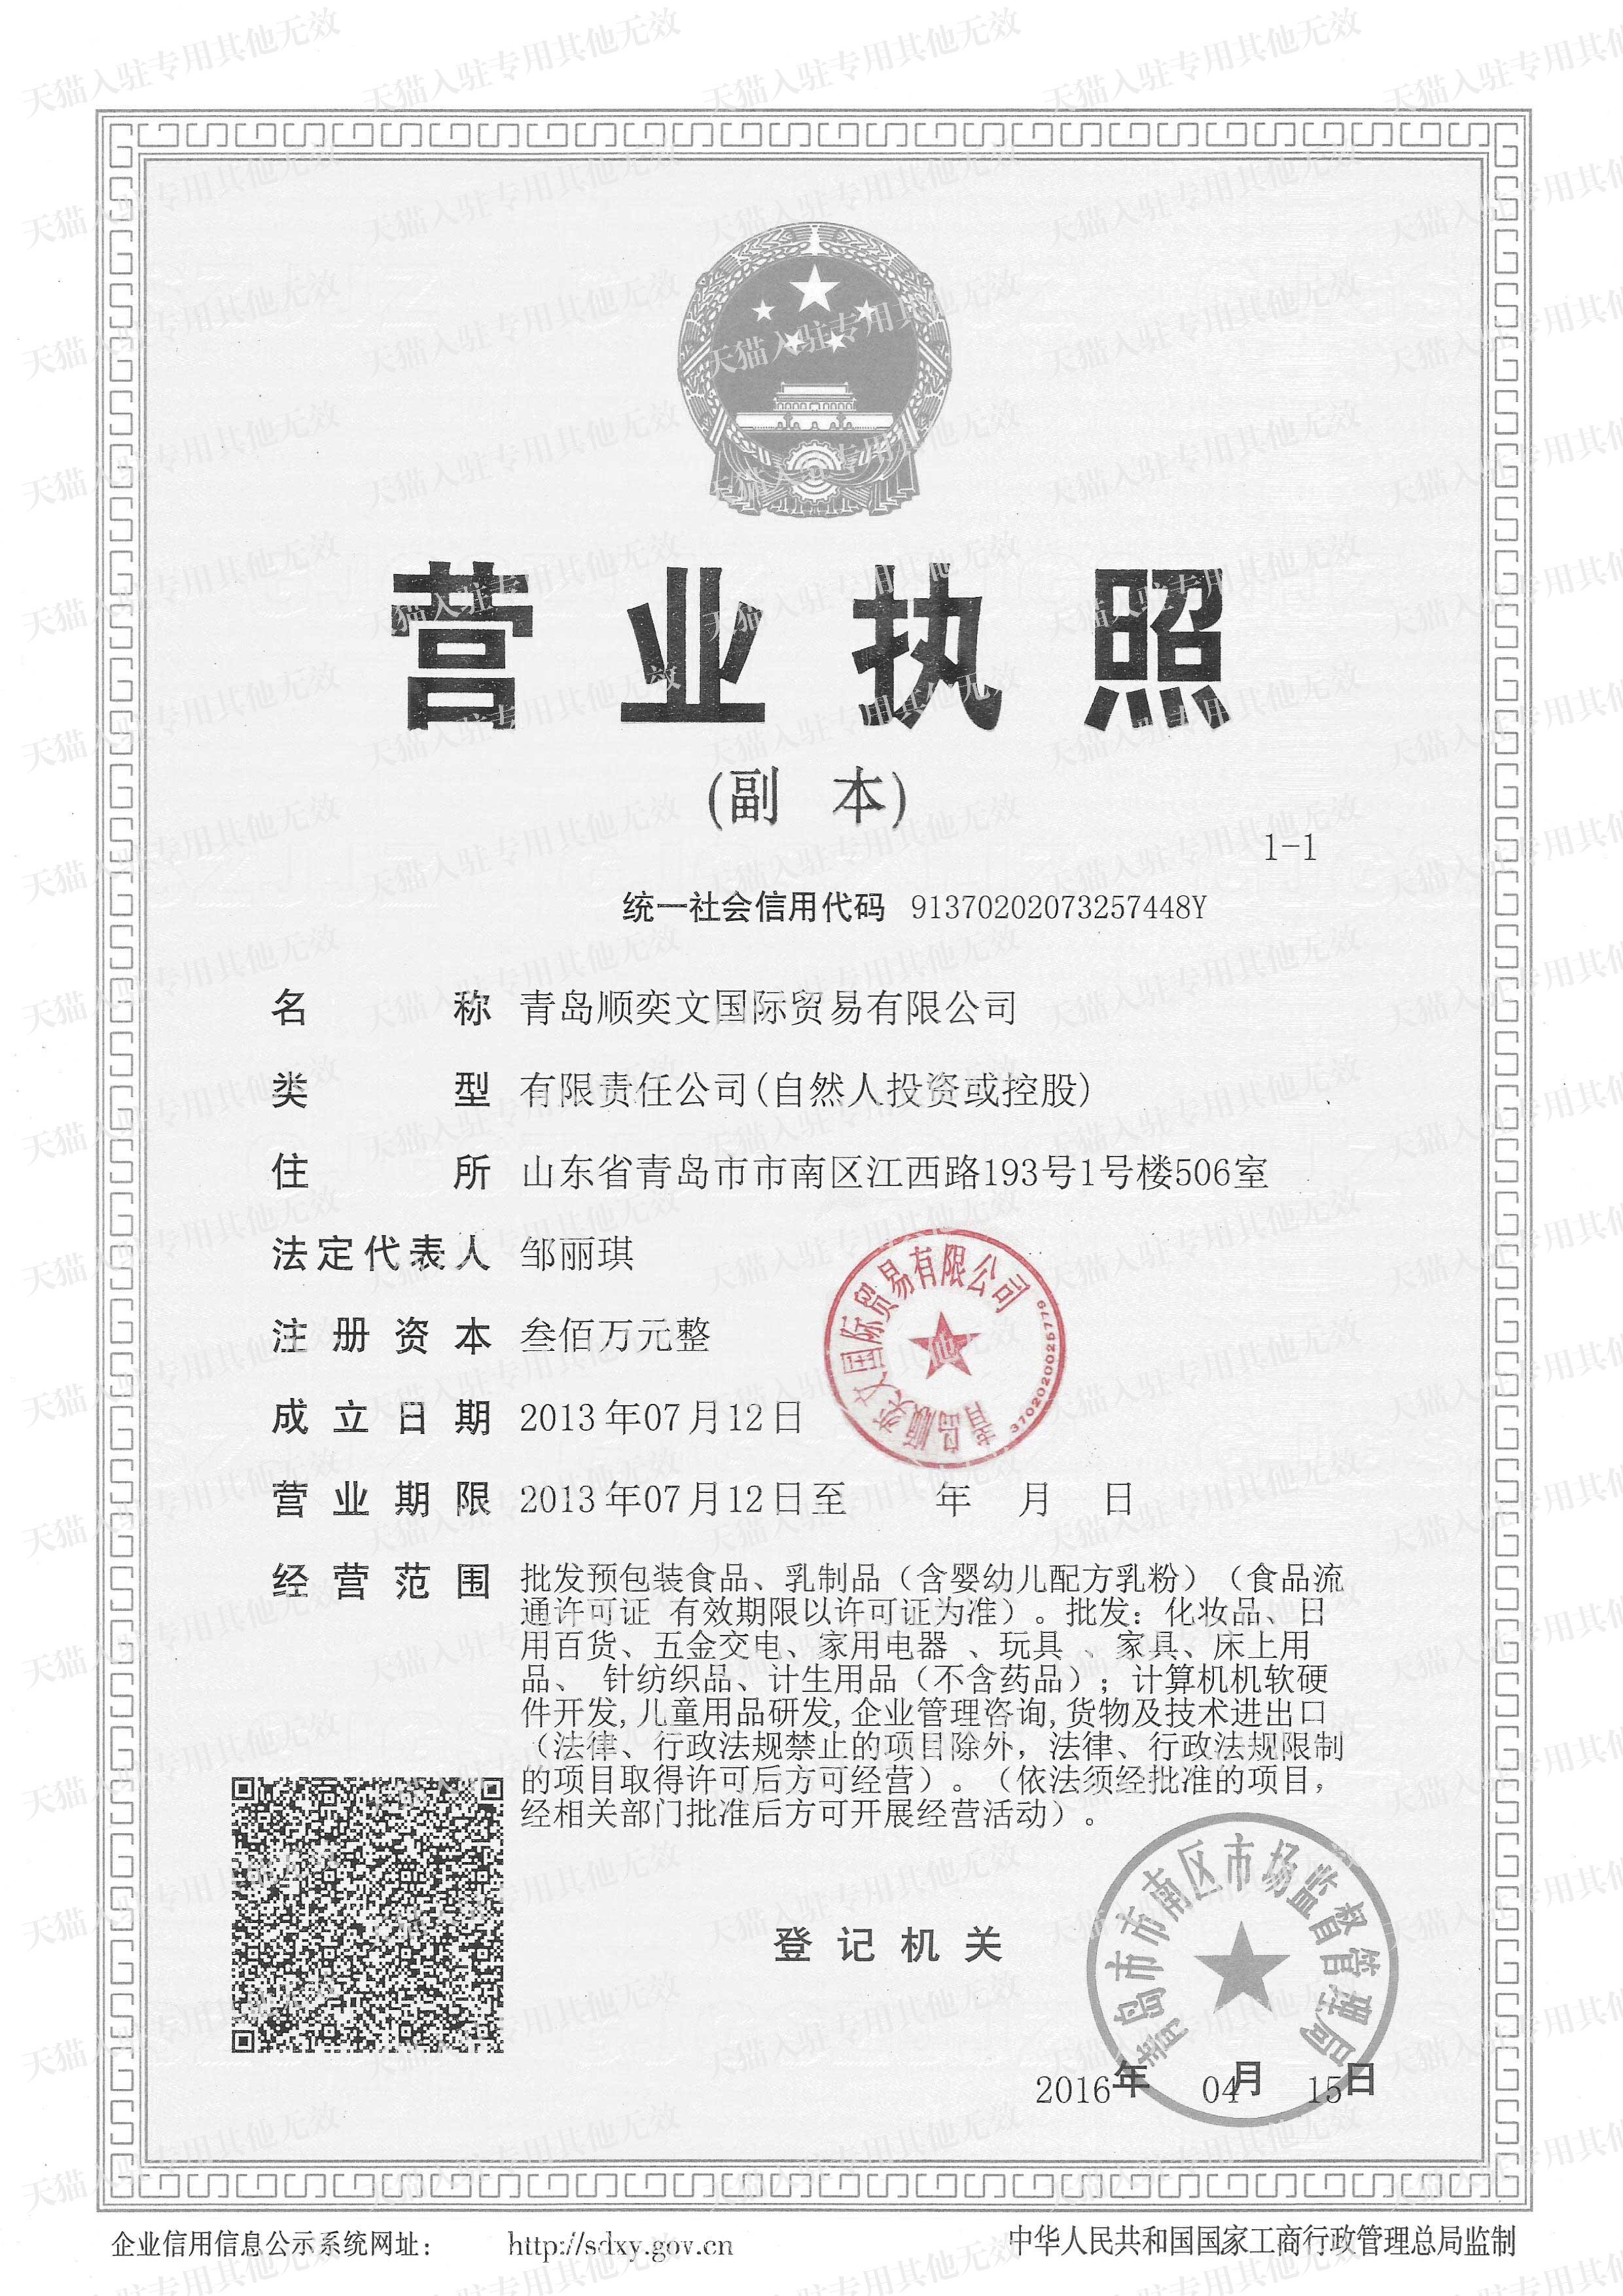 营业执照
(副 本)
1-1
统一社会信用代码 91370202073257448Y
名 称 青岛顺奕文国际贸易有限公司
类 型 有限责任公司(自然人投资或控股)
住 所 山东省青岛市市南区江西路193号1号楼506室
法定代表人 邹丽琪
注册资本 叁佰万元整
成立日期 2013年07月12日
营业期限 2013年07月12日至 年 月 日
经营范围 批发预包装食品、乳制品（含婴幼儿配方乳粉）（食品流
通许可证 有效期限以许可证为准）。批发：化妆品、日
用百货、五金交电、家用电器 、玩具 、家具、床上用
品、 针纺织品、计生用品（不含药品）；计算机机软硬
件开发,儿童用品研发,企业管理咨询,货物及技术进出口
（法律、行政法规禁止的项目除外，法律、行政法规限制
的项目取得许可后方可经营）。（依法须经批准的项目，
经相关部门批准后方可开展经营活动）。
青岛顺奕文国际贸易有限公司
3702020025779
登记机关
青岛市市南区市场监督管理局
2016年 04月 15日
企业信用信息公示系统网址： http://sdxy.gov.cn
中华人民共和国国家工商行政管理总局监制
天猫入驻专用其他无效